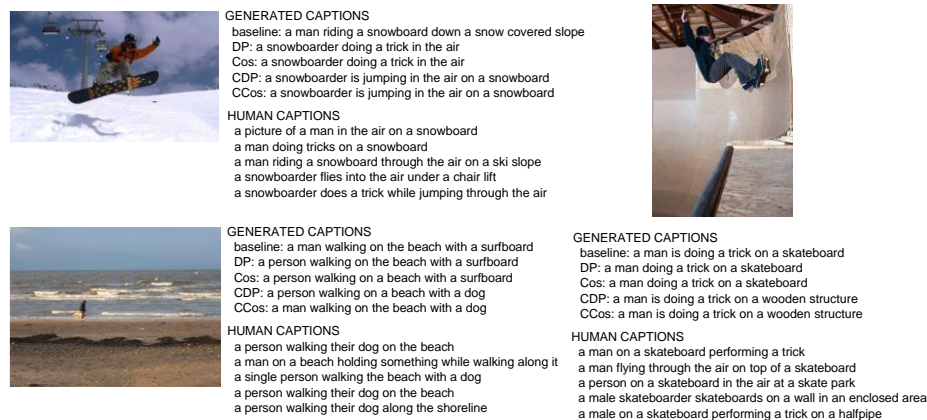 GENERATED CAPTIONS
baseline: a man riding a snowboard down a snow covered slope
DP: a snowboarder doing a trick in the air
Cos: a snowboarder doing a trick in the air
CDP: a snowboarder is jumping in the air on a snowboard
CCos: a snowboarder is jumping in the air on a snowboard
HUMAN CAPTIONS
a picture of a man in the air on a snowboard
a man doing tricks on a snowboard
a man riding a snowboard through the air on a ski slope
a snowboarder flies into the air under a chair lift
a snowboarder does a trick while jumping through the air
GENERATED CAPTIONS
baseline: a man walking on the beach with a surfboard
DP: a person walking on the beach with a surfboard
Cos: a person walking on a beach with a surfboard
CDP: a person walking on a beach with a dog
CCos: a man walking on the beach with a dog
HUMAN CAPTIONS
a person walking their dog on the beach
a man on a beach holding something while walking along it
a single person walking the beach with a dog
a person walking their dog on the beach
a person walking their dog along the shoreline
GENERATED CAPTIONS
baseline: a man is doing a trick on a skateboard
DP: a man doing a trick on a skateboard
Cos: a man doing a trick on a skateboard
CDP: a man is doing a trick on a wooden structure
CCos: a man is doing a trick on a wooden structure
HUMAN CAPTIONS
a man on a skateboard performing a trick
a man flying through the air on top of a skateboard
a person on a skateboard in the air at a skate park
a male skateboarder skateboards on a wall in an enclosed area
a male on a skateboard performing a trick on a halfpipe